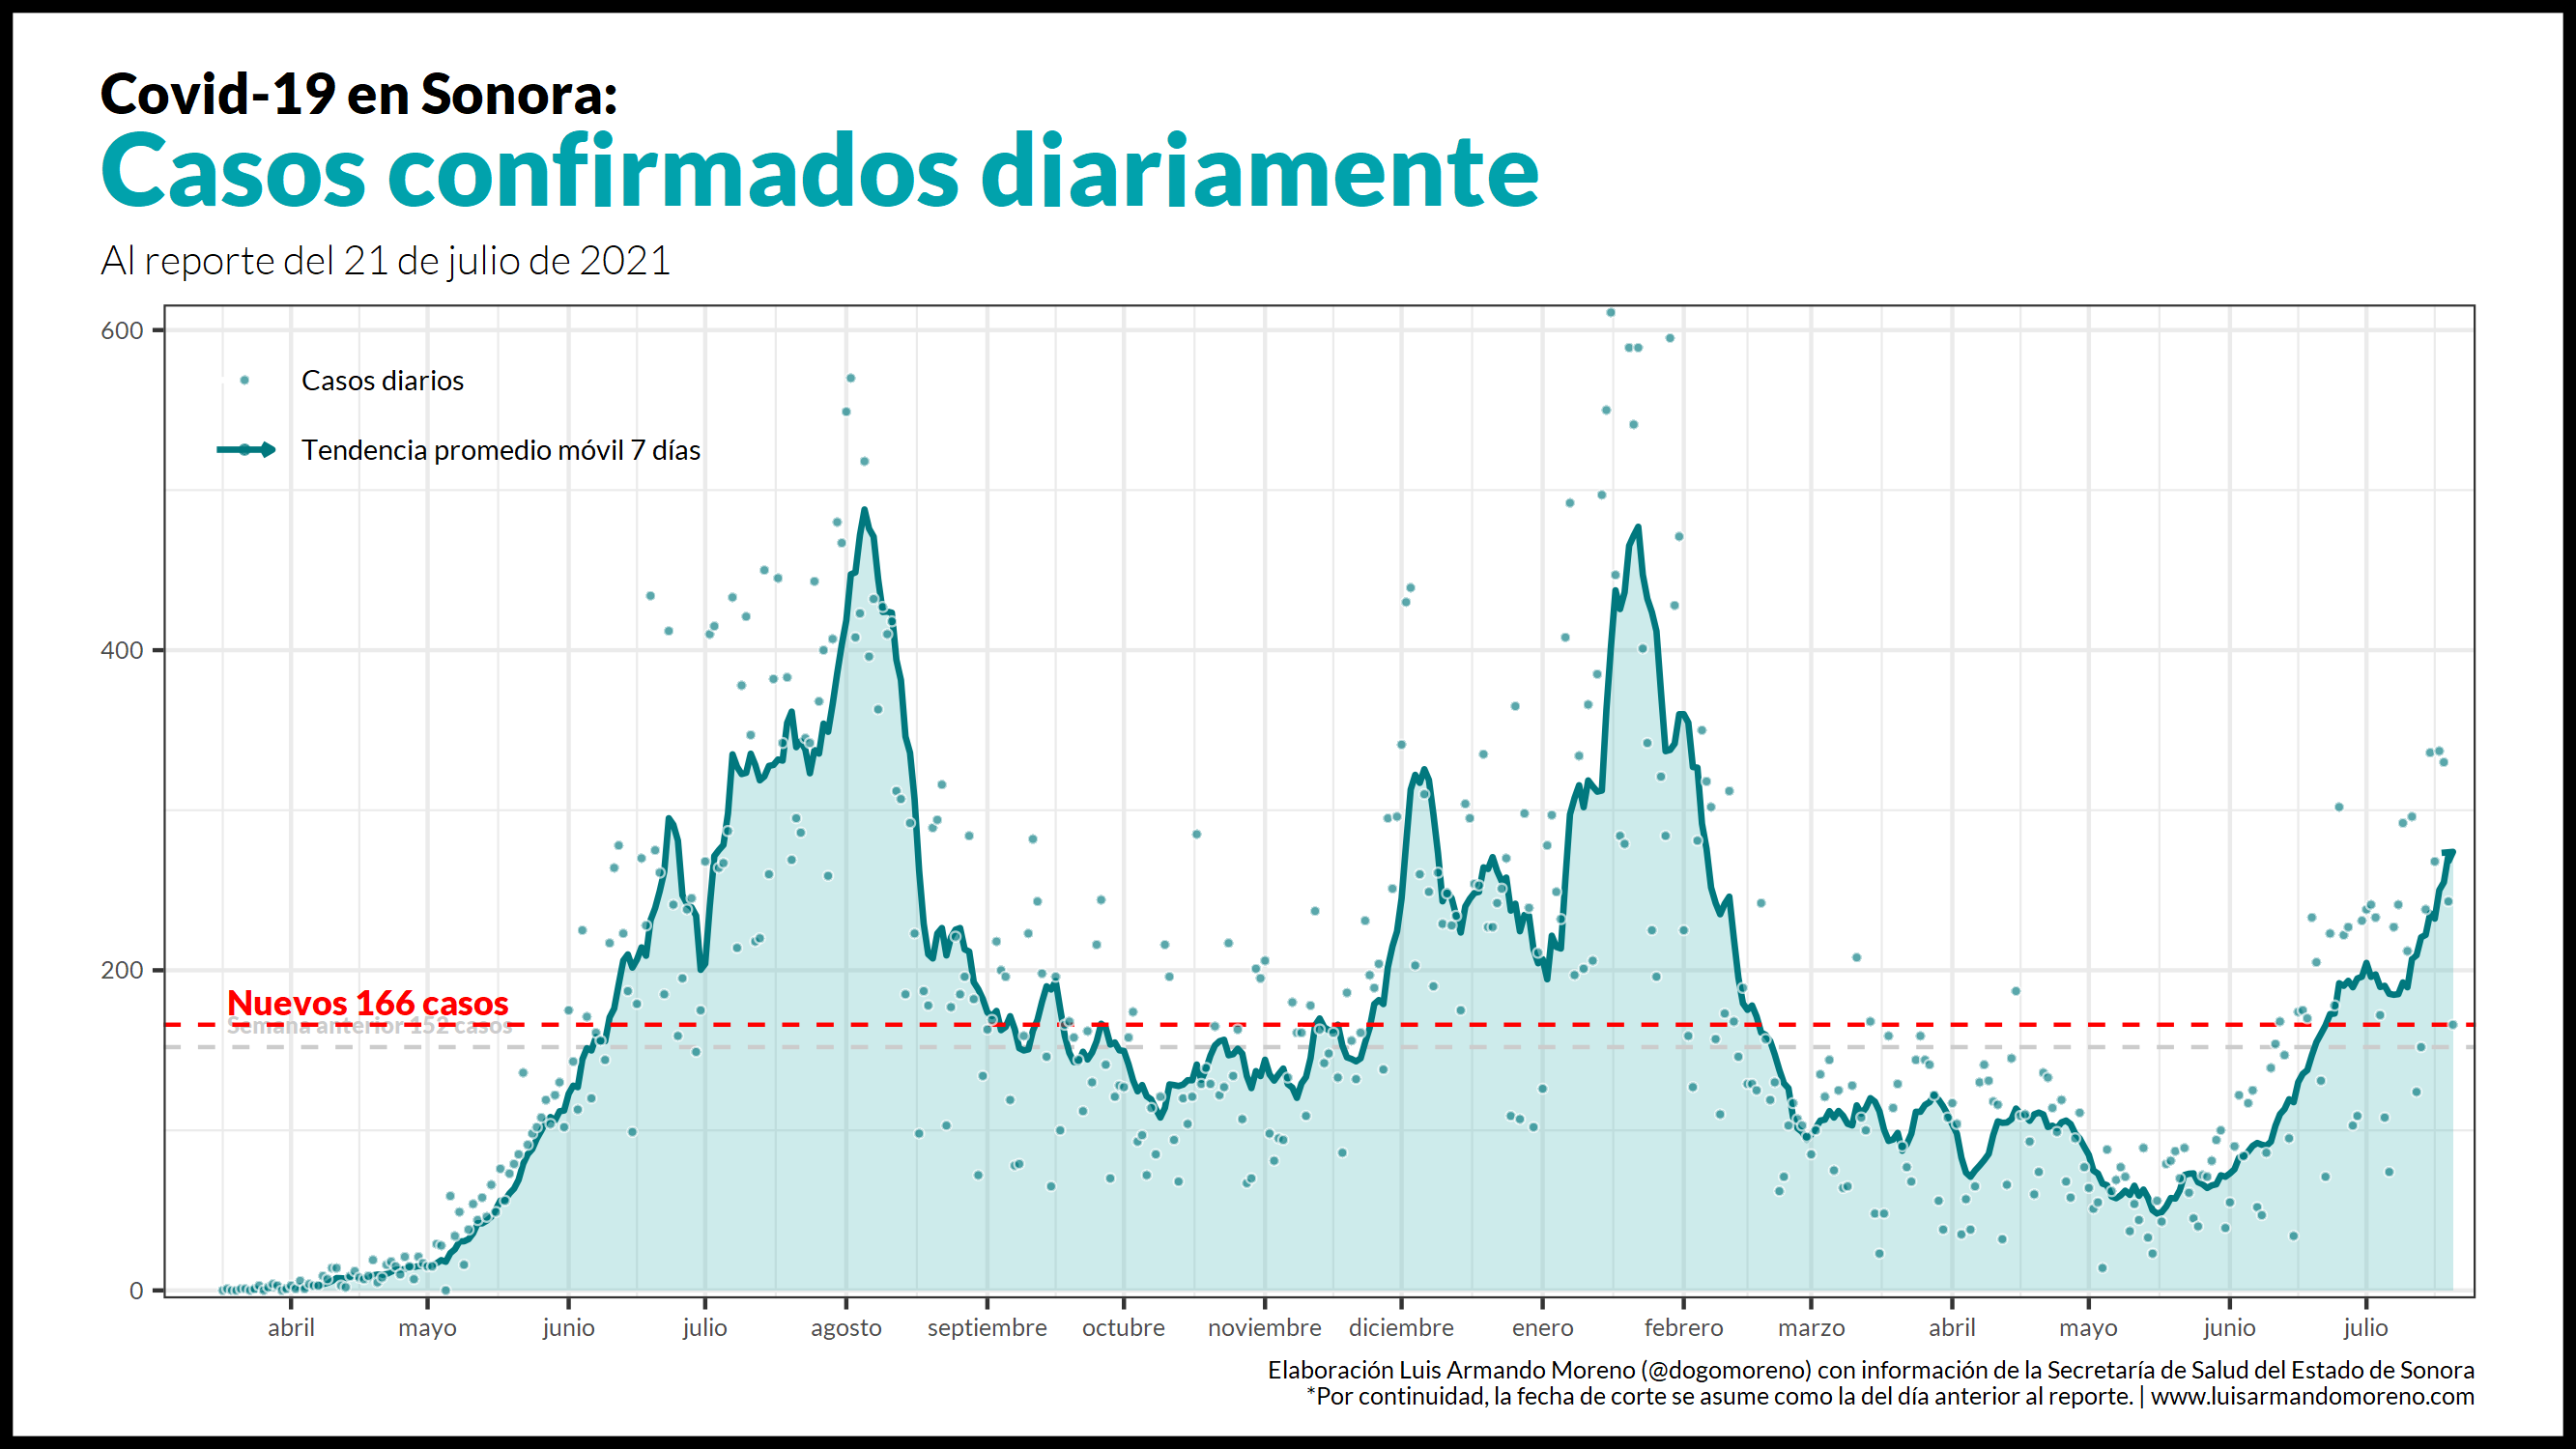 Covid-19 en Sonora:
Casos confirmados diariamente
Al reporte del 21 de julio de 2021
600
400
200
0
Casos diarios
Tendencia promedio móvil 7 días
Nuevos 166 casos
Semana anterior 152 casos
abril mayo junio julio agosto septiembre octubre noviembre diciembre enero febrero marzo abril mayo junio julio
Elaboración Luis Armando Moreno (@dogomoreno) con información de la Secretaría de Salud del Estado de Sonora
*Por continuidad, la fecha de corte se asume como la del día anterior al reporte. | www.luisarmandomoreno.com